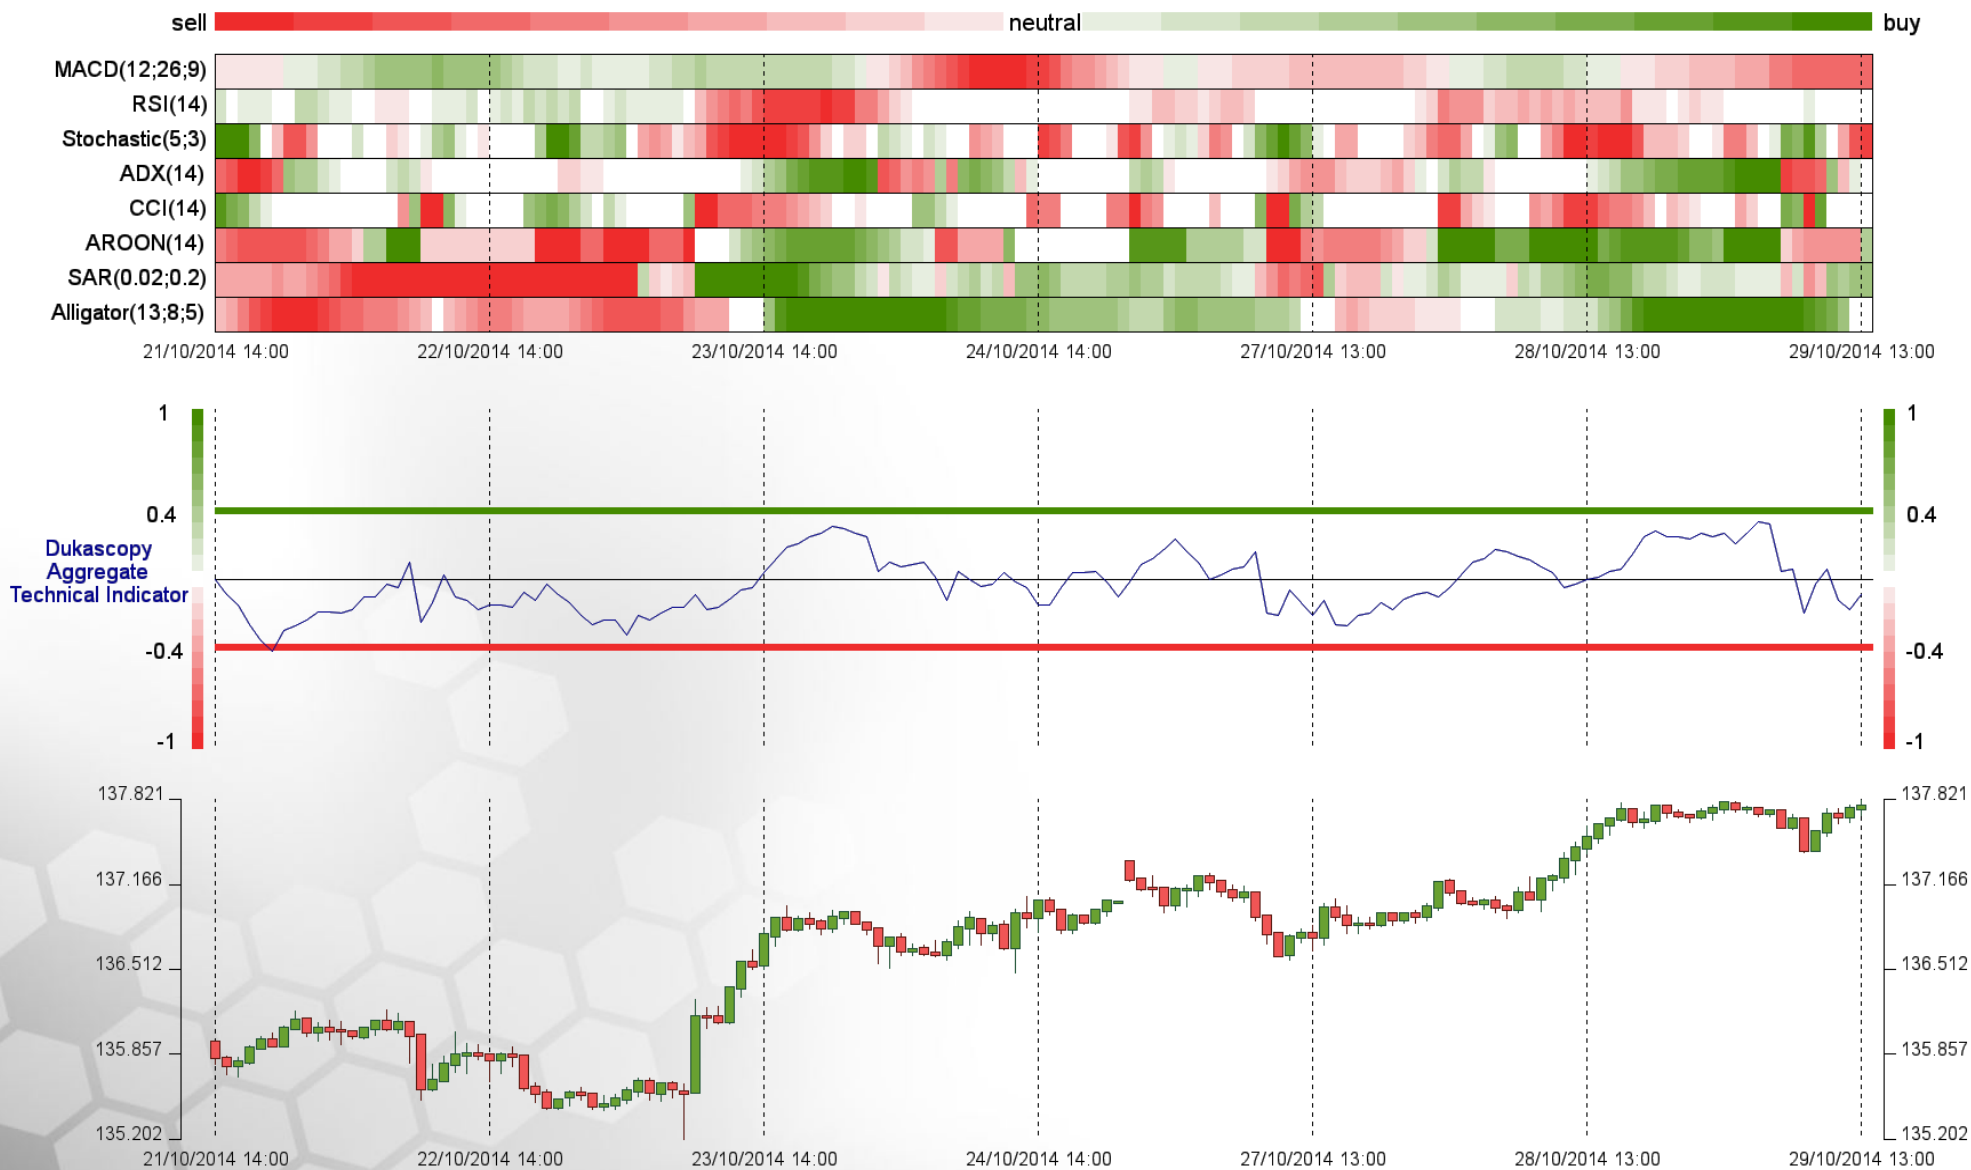 sell neutral buy
MACD(12;26;9)
RSI(14)
Stochastic(5;3)
ADX(14)
CCI(14)
AROON(14)
SAR(0.02;0.2)
Alligator(13;8;5)
21/10/2014 14:00 22/10/2014 14:00 23/10/2014 14:00 24/10/2014 14:00 27/10/2014 13:00 28/10/2014 13:00 29/10/2014 13:00
1 1
0.4 0.4
Dukascopy
Aggregate
Technical Indicator
-0.4 -0.4
-1 -1
137.821 137.821
137.166 137.166
136.512 136.512
135.857 135.857
135.202 135.202
21/10/2014 14:00 22/10/2014 14:00 23/10/2014 14:00 24/10/2014 14:00 27/10/2014 13:00 28/10/2014 13:00 29/10/2014 13:00